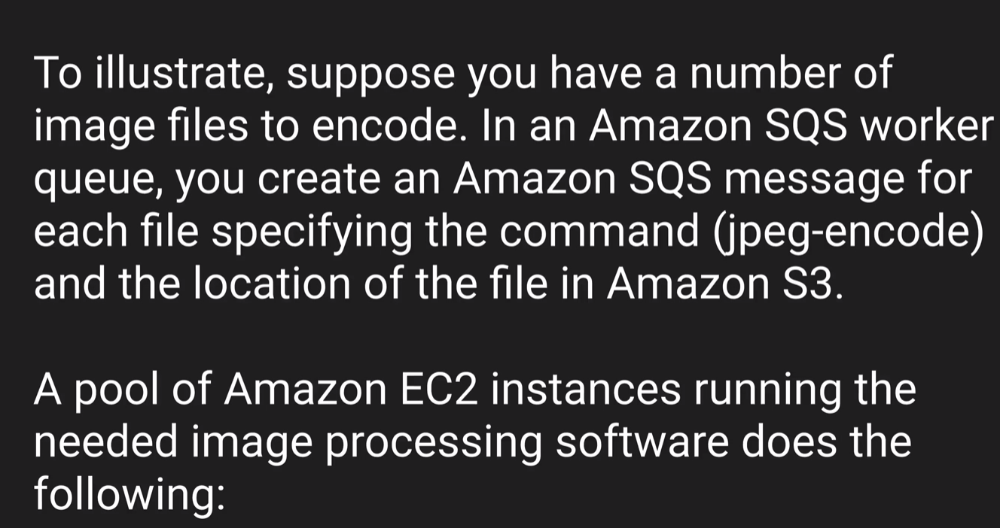 To illustrate, suppose you have a number of
image files to encode. In an Amazon SQS worker
queue, you create an Amazon SQS message for
each file specifying the command (jpeg-encode)
and the location of the file in Amazon S3.
A pool of Amazon EC2 instances running the
needed image processing software does the
following: